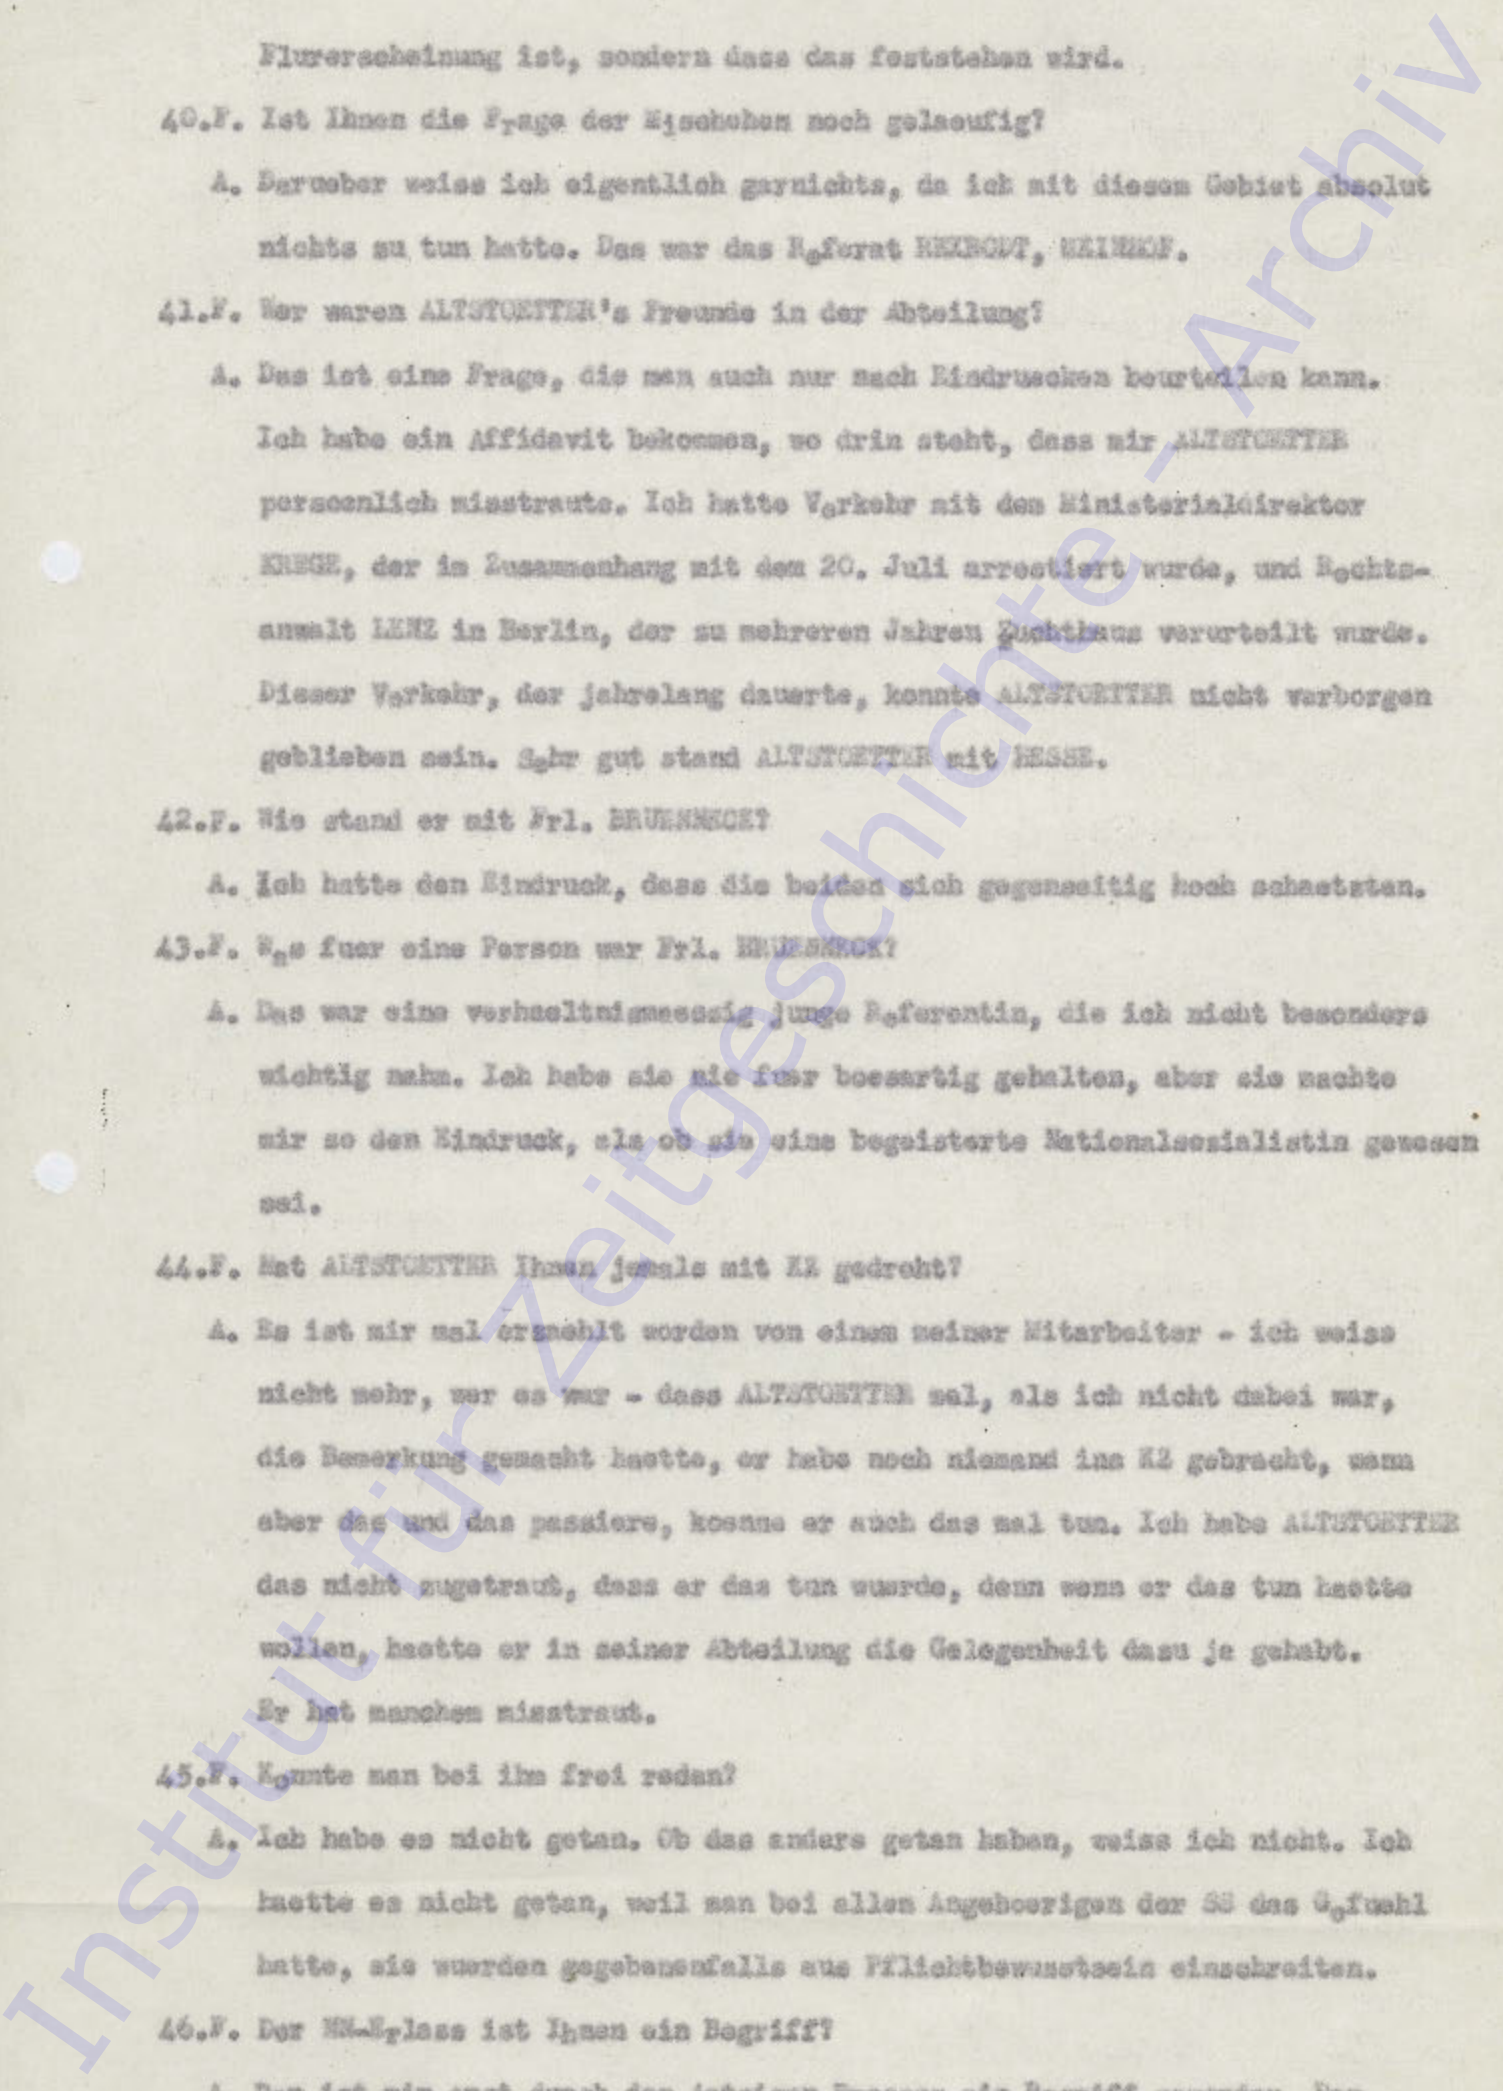 Flurerscheinung ist, sondern dass das feststehen wird.
40.F. Ist Ihnen die Frage der Mischehen noch gelaeufig?
A. Darueber weiss ich eigentlich garnichts, da ich mit diesem Gebiet absolut
nichts zu tun hatte. Das war das Referat REXRODT, MEINHOF.
41.F. Wer waren ALTSTOETTER's Freunde in der Abteilung?
A. Das ist eine Frage, die man auch nur nach Eindruecken beurteilen kann.
Ich habe ein Affidavit bekommen, wo drin steht, dass mir ALTSTOETTER
persoenlich misstraute. Ich hatte Verkehr mit dem Ministerialdirektor
KREGE, der im Zusammenhang mit dem 20. Juli arrestiert wurde, und Rechts-
anwalt LENZ in Berlin, der zu mehreren Jahren Zuchthaus verurteilt wurde.
Dieser Verkehr, der jahrelang dauerte, konnte ALTSTOETTER nicht verborgen
geblieben sein. Sehr gut stand ALTSTOETTER mit HESSE.
42.F. Wie stand er mit Frl. BRUENNECK?
A. Ich hatte den Eindruck, dass die beiden sich gegenseitig hoch schaetzten.
43.F. Was fuer eine Person war Frl. BRUENNECK?
A. Das war eine verhaeltnismaessig junge Referentin, die ich nicht besonders
wichtig nahm. Ich habe sie nie fuer boesartig gehalten, aber sie machte
mir so den Eindruck, als ob sie eine begeisterte Nationalsozialistin gewesen
sei.
44.F. Hat ALTSTOETTER Ihnen jemals mit KZ gedroht?
A. Es ist mir mal erzaehlt worden von einem meiner Mitarbeiter - ich weiss
nicht mehr, wer es war - dass ALTSTOETTER mal, als ich nicht dabei war,
die Bemerkung gemacht haette, er habe noch niemand ins KZ gebracht, wenn
aber das und das passiere, koenne er auch das mal tun. Ich habe ALTSTOETTER
das nicht zugetraut, dass er das tun wuerde, denn wenn er das tun haette
wollen, haette er in seiner Abteilung die Gelegenheit dazu ja gehabt.
Er hat manchem misstraut.
45.F. Konnte man bei ihm frei reden?
A. Ich habe es nicht getan. Ob das anders getan haben, weiss ich nicht. Ich
haette es nicht getan, weil man bei allen Angehoerigen der SS das Gefuehl
hatte, sie wuerden gegebenenfalls aus Pflichtbewusstsein einschreiten.
46.F. Der NN-Erlass ist Ihnen ein Begriff?
Institut für Zeitgeschichte - Archiv